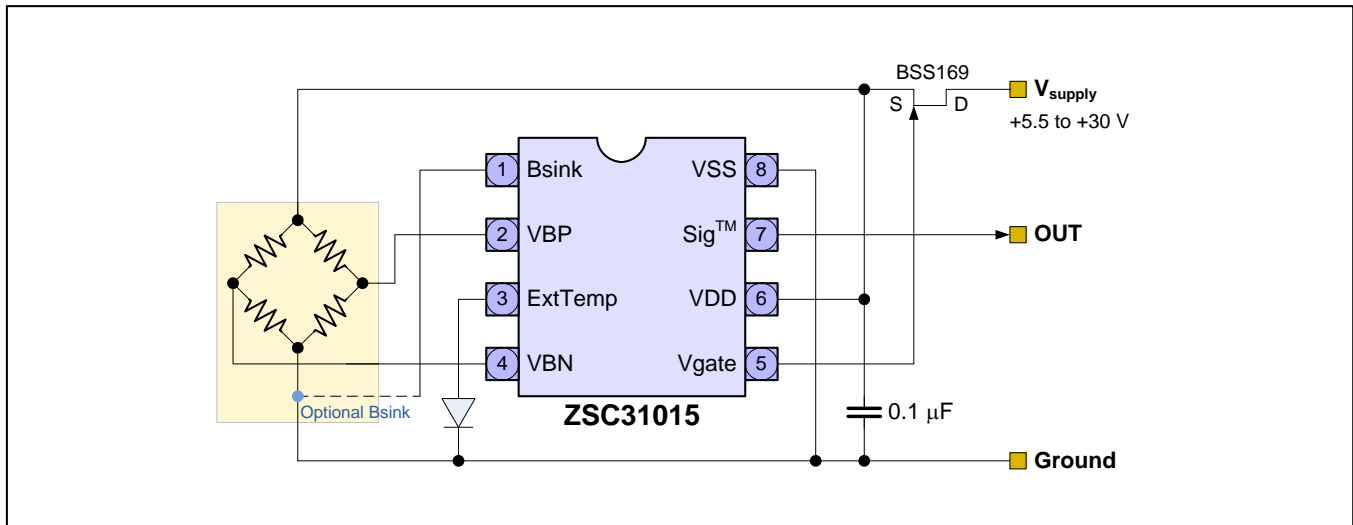 BSS169
S D
Vsupply
+5.5 to +30 V
1 Bsink VSS 8
2 VBP Sig™ 7
OUT
3 ExtTemp VDD 6
4 VBN Vgate 5
Optional Bsink
ZSC31015
0.1 μF
Ground